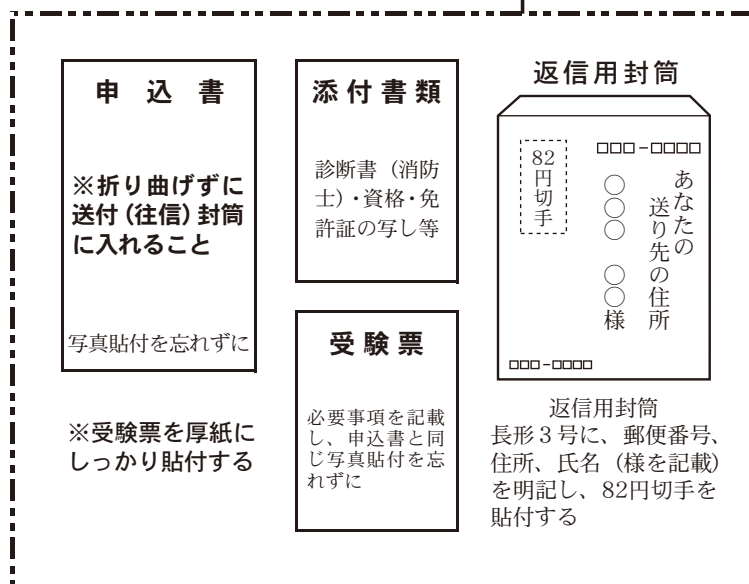 申込書
※折り曲げずに
送付(往信)封筒
に入れること
写真貼付を忘れずに
※受験票を厚紙に
しっかり貼付する
添付書類
診断書(消防
士)・資格・免
許証の写し等
受験票
必要事項を記載
し、申込書と同
じ写真貼付を忘
れずに
返信用封筒
82円切手
□□□-□□□□
あなたの
送り先の住所
○○○ ○○様
□□□-□□□□
返信用封筒
長形3号に、郵便番号、
住所、氏名(様を記載)
を明記し、82円切手を
貼付する